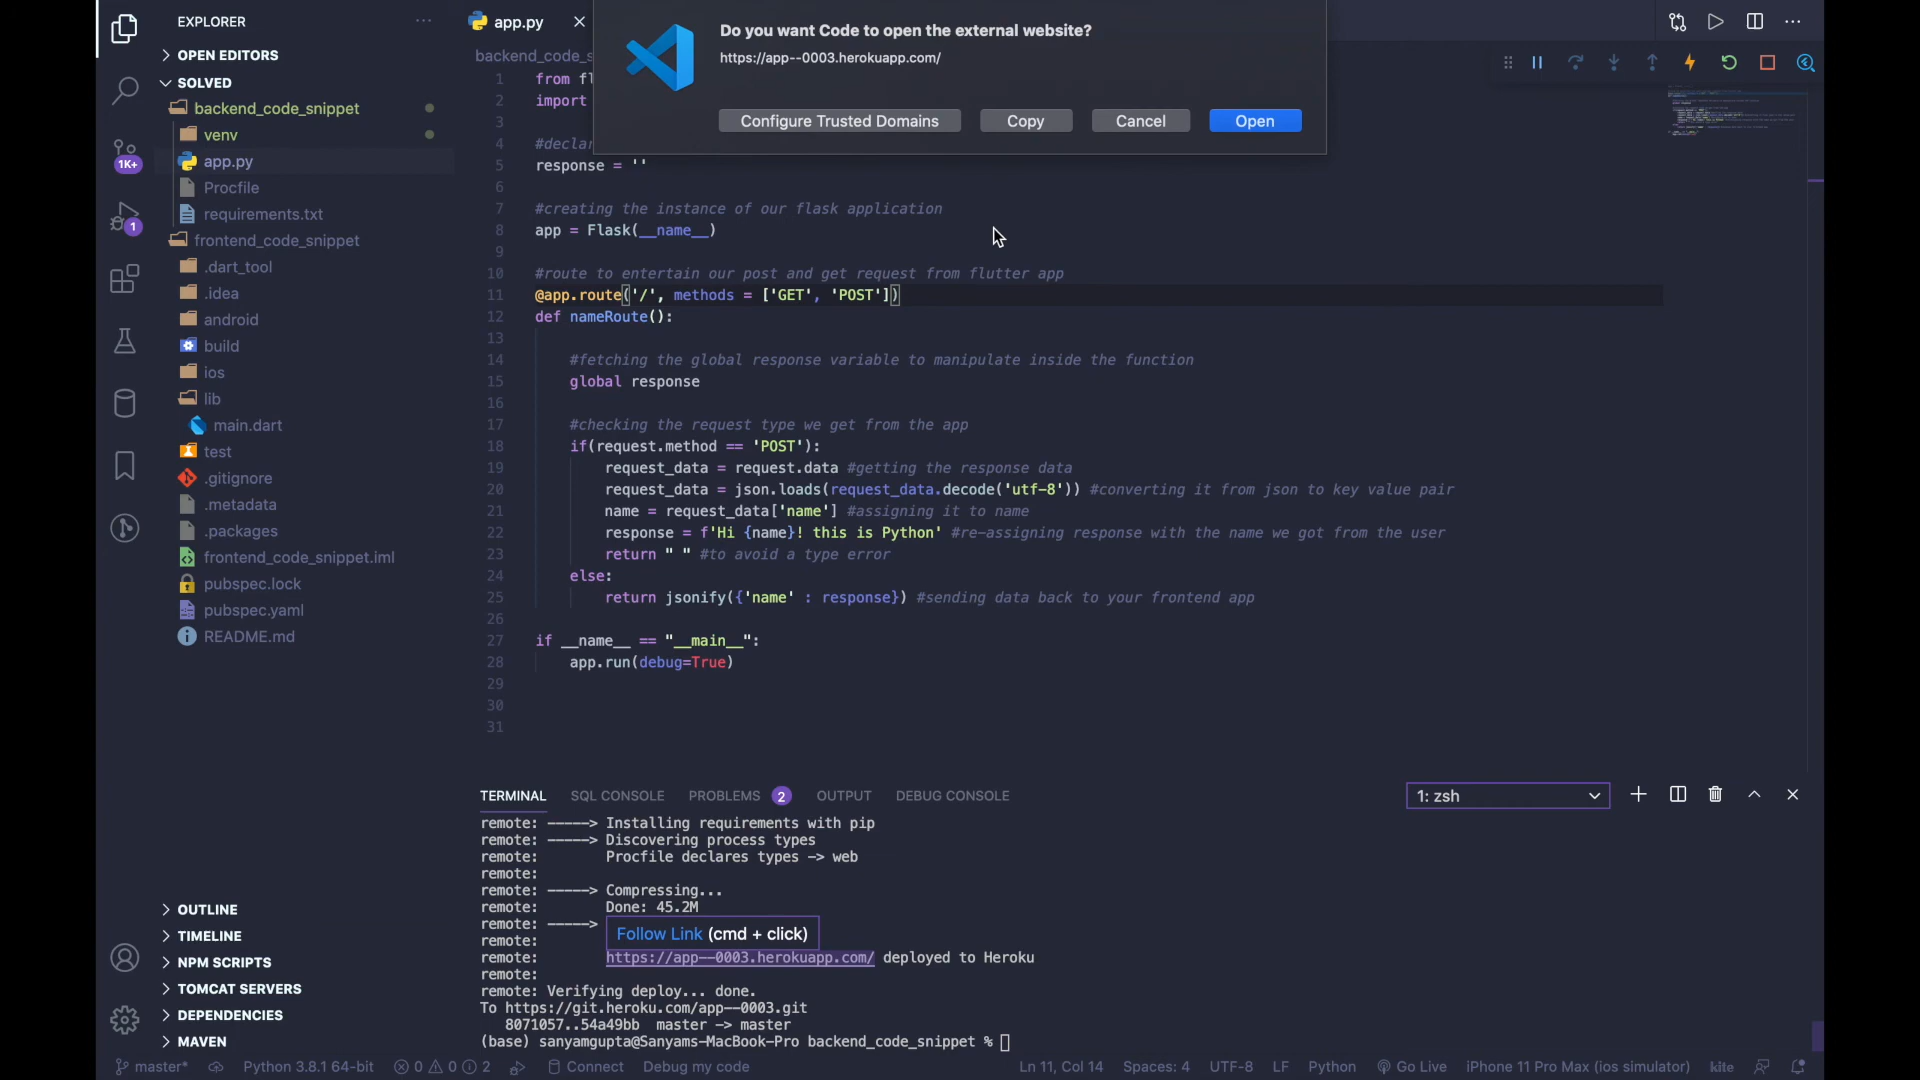 EXPLORER
OPEN EDITORS
SOLVED
backend_code_snippet
venv
app.py
Procfile
requirements.txt
frontend_code_snippet
.dart_tool
.idea
android
build
ios
lib
main.dart
test
.gitignore
.metadata
.packages
frontend_code_snippet.iml
pubspec.lock
pubspec.yaml
README.md
OUTLINE
TIMELINE
NPM SCRIPTS
TOMCAT SERVERS
DEPENDENCIES
MAVEN
1K+
1
app.py
backend_code_s
Do you want Code to open the external website?
https://app--0003.herokuapp.com/
Configure Trusted Domains
Copy
Cancel
Open
1 from fl
2 import
3
4 #declar
5 response = ''
6
7 #creating the instance of our flask application
8 app = Flask(__name__)
9
10 #route to entertain our post and get request from flutter app
11 @app.route('/', methods = ['GET', 'POST'])
12 def nameRoute():
13
14 #fetching the global response variable to manipulate inside the function
15 global response
16
17 #checking the request type we get from the app
18 if(request.method == 'POST'):
19 request_data = request.data #getting the response data
20 request_data = json.loads(request_data.decode('utf-8')) #converting it from json to key value pair
21 name = request_data['name'] #assigning it to name
22 response = f'Hi {name}! this is Python' #re-assigning response with the name we got from the user
23 return " " #to avoid a type error
24 else:
25 return jsonify({'name' : response}) #sending data back to your frontend app
26
27 if __name__ == "__main__":
28 app.run(debug=True)
29
30
31
TERMINAL SQL CONSOLE PROBLEMS 2 OUTPUT DEBUG CONSOLE
1: zsh
remote: -----> Installing requirements with pip
remote: -----> Discovering process types
remote: Procfile declares types -> web
remote:
remote: -----> Compressing...
remote: Done: 45.2M
remote: ----->
Follow Link (cmd + click)
remote:
remote: https://app--0003.herokuapp.com/ deployed to Heroku
remote:
remote: Verifying deploy... done.
To https://git.heroku.com/app--0003.git
8071057..54a49bb master -> master
(base) sanyamgupta@Sanyams-MacBook-Pro backend_code_snippet %
master* Python 3.8.1 64-bit 0 0 2 Connect Debug my code Ln 11, Col 14 Spaces: 4 UTF-8 LF Python Go Live iPhone 11 Pro Max (ios simulator) kite